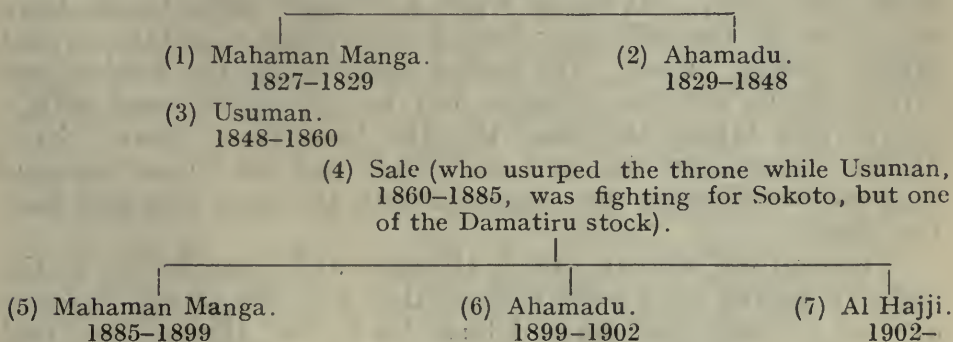 (1) Mahaman Manga. (2) Ahamadu.
1827–1829 1829–1848
(3) Usuman.
1848–1860
(4) Sale (who usurped the throne while Usuman,
1860–1885, was fighting for Sokoto, but one
of the Damatiru stock).
(5) Mahaman Manga. (6) Ahamadu. (7) Al Hajji.
1885–1899 1899–1902 1902–